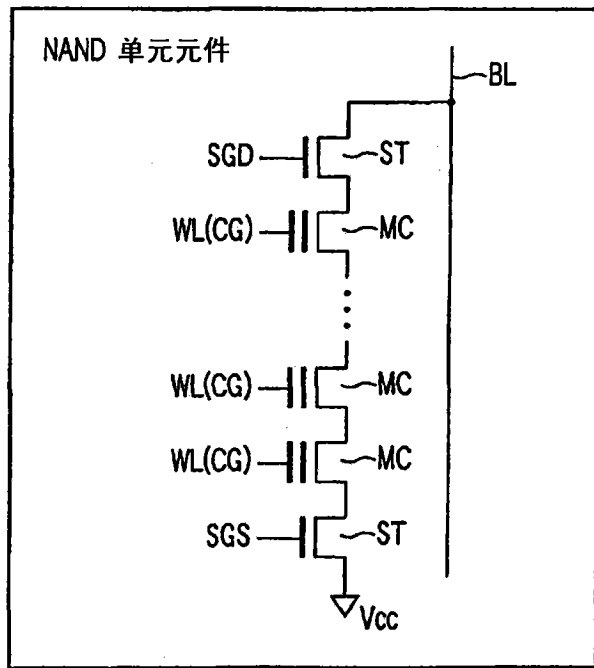 NAND 单元元件
BL
SGD ST
WL(CG) MC
WL(CG) MC
WL(CG) MC
SGS ST
Vcc